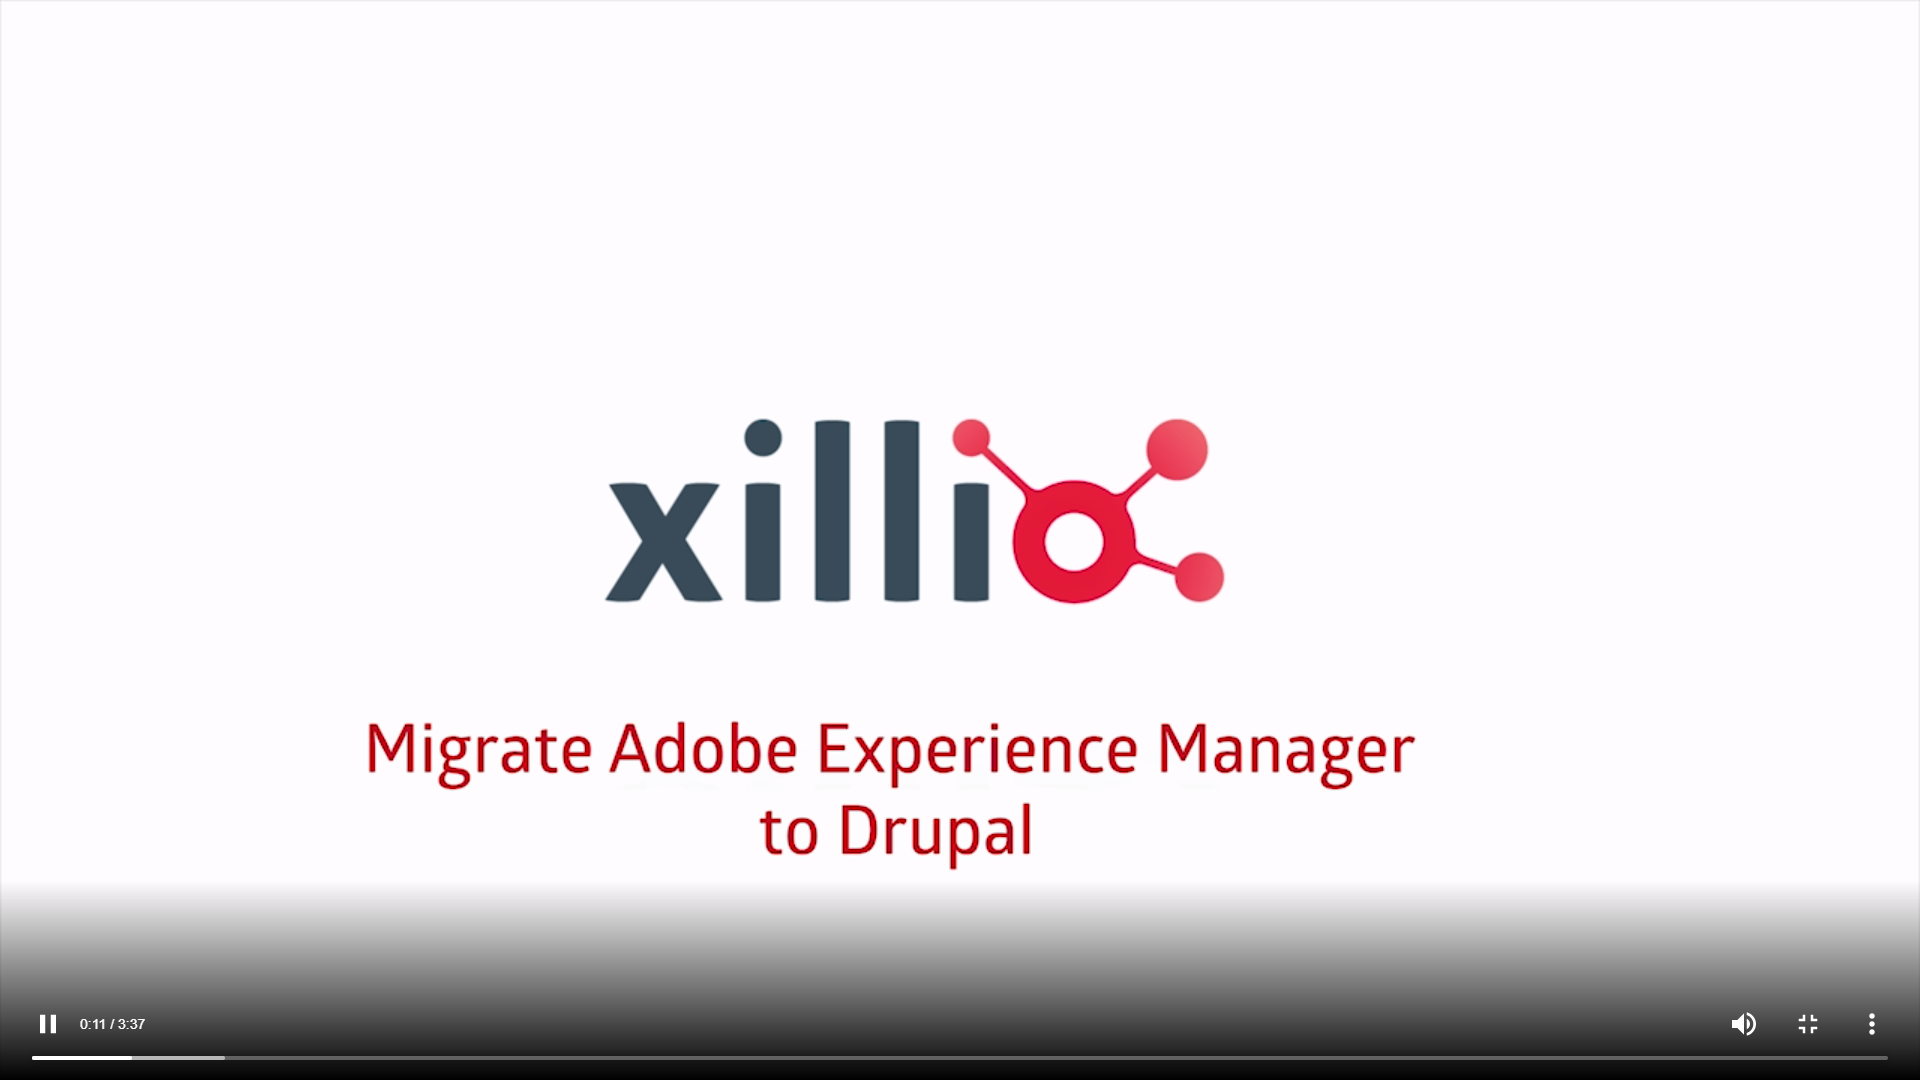 xillio
Migrate Adobe Experience Manager
to Drupal
0:11 / 3:37